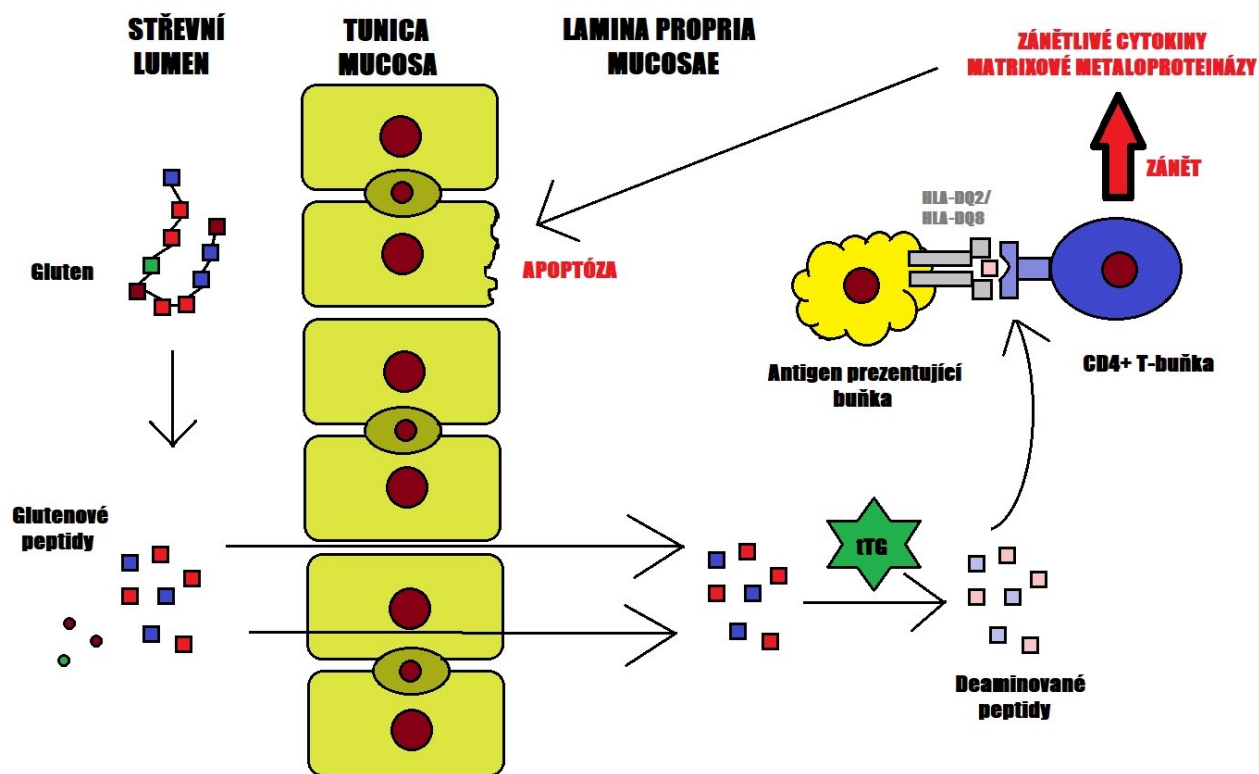 STŘEVNÍ
LUMEN
TUNICA
MUCOSA
LAMINA PROPRIA
MUCOSAE
ZÁNĚTLIVÉ CYTOKINY
MATRIXOVÉ METALOPROTEINÁZY
ZÁNĚT
HLA-DQ2/
HLA-DQ8
Gluten
APOPTÓZA
Antigen prezentující
buňka
CD4+ T-buňka
Glutenové
peptidy
tTG
Deaminované
peptidy